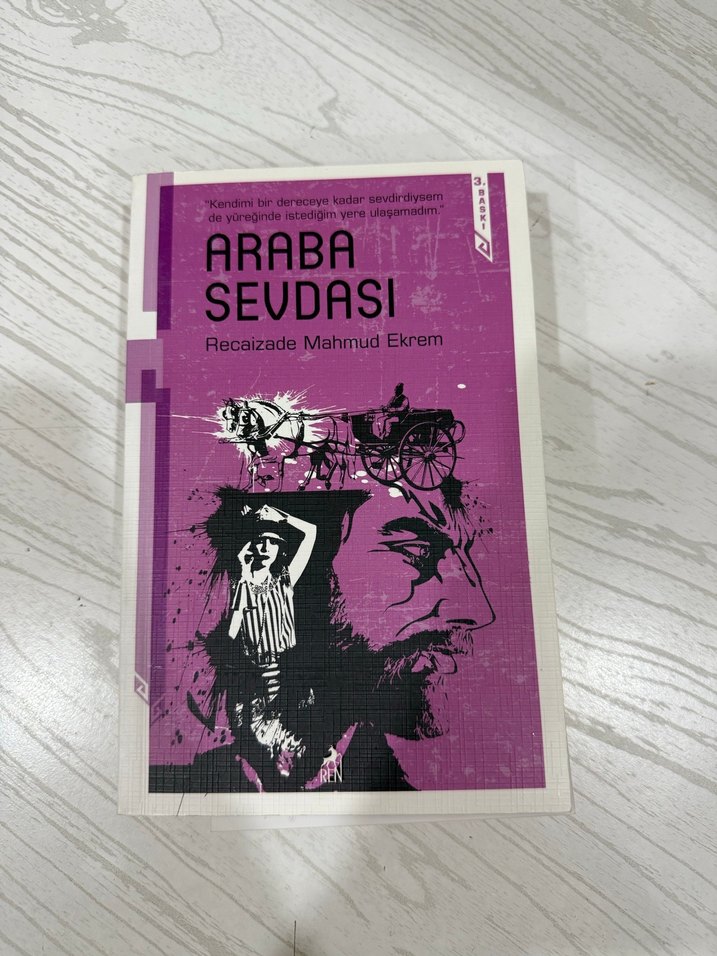 "Kendimi bir dereceye kadar sevdirdiysem
de yüreğinde istediğim yere ulaşamadım."
3. BASKI
ARABA
SEVDASI
Recaizade Mahmud Ekrem
REN